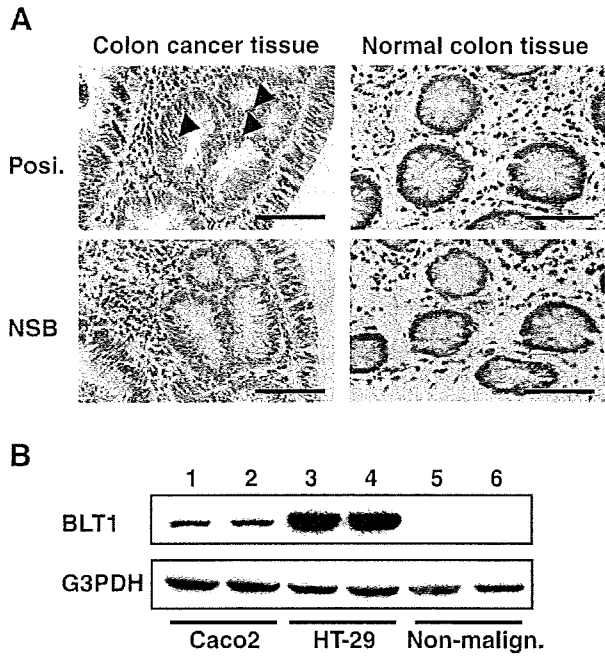 A
Colon cancer tissue Normal colon tissue
Posi.
NSB
B
1 2 3 4 5 6
BLT1
G3PDH
Caco2 HT-29 Non-malign.